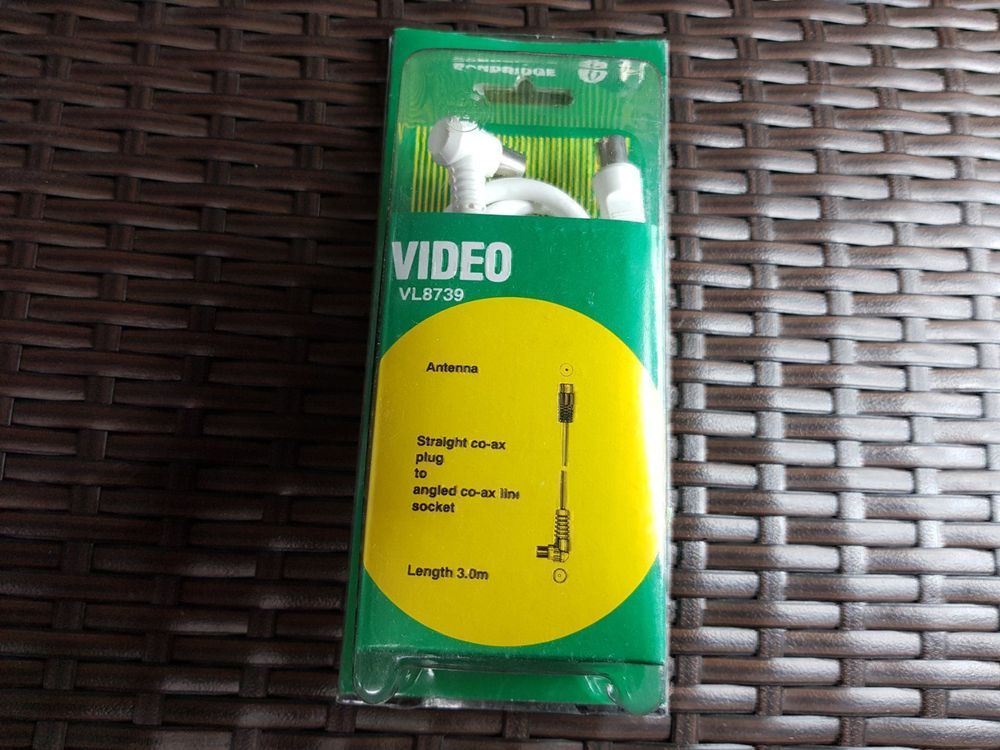 VIDEO
VL8739
Antenna
Straight co-ax
plug
to
angled co-ax line
socket
Length 3.0m